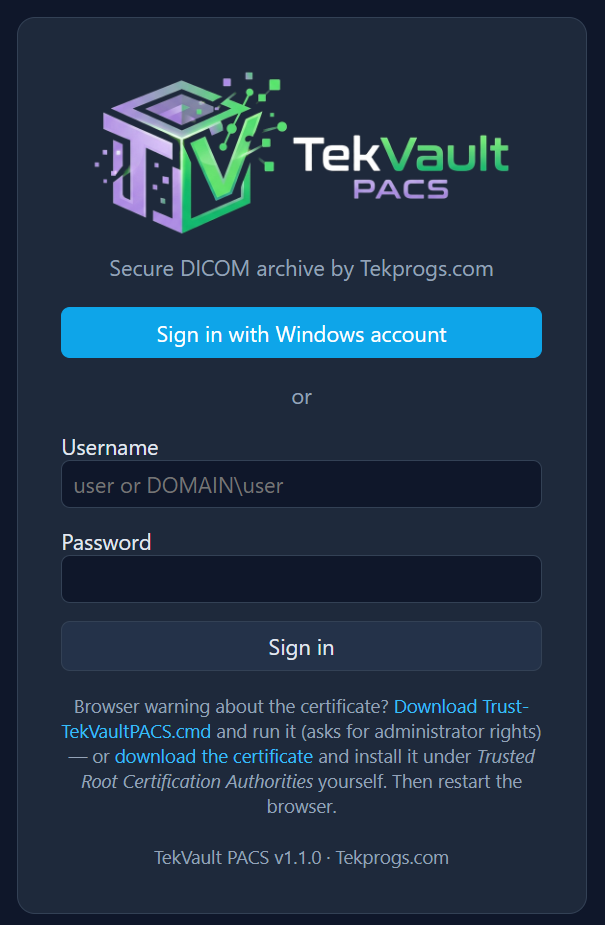 TV
TekVault
PACS
Secure DICOM archive by Tekprogs.com
Sign in with Windows account
or
Username
user or DOMAIN\user
Password
Sign in
Browser warning about the certificate? Download Trust-
TekVaultPACS.cmd and run it (asks for administrator rights)
— or download the certificate and install it under Trusted
Root Certification Authorities yourself. Then restart the
browser.
TekVault PACS v1.1.0 · Tekprogs.com